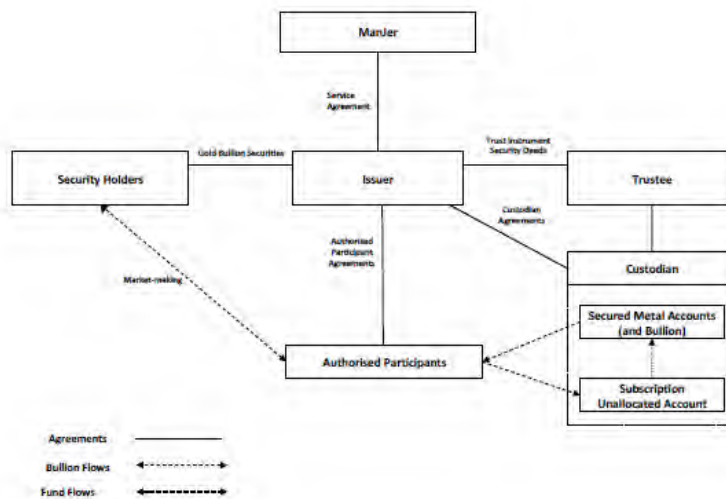 ManJer
Service
Agreement
Gold Bullion Securities
Trust Instrument
Security Deeds
Security Holders
Issuer
Trustee
Custodian
Agreements
Authorised
Participant
Agreements
Custodian
Market-making
Secured Metal Accounts
(and Bullion)
Authorised Participants
Subscription
Unallocated Account
Agreements
Bullion Flows
Fund Flows